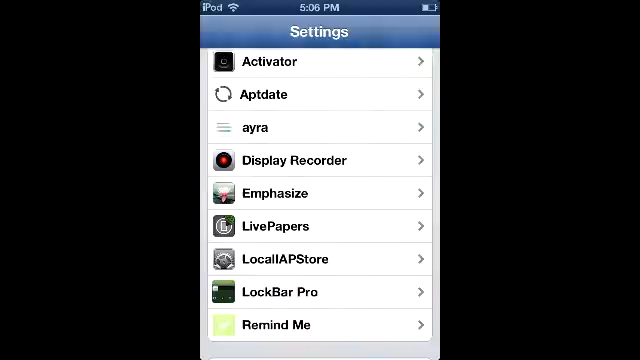 iPod 5:06 PM
Settings
Activator
Aptdate
ayra
Display Recorder
Emphasize
LivePapers
LocalIAPStore
LockBar Pro
Remind Me